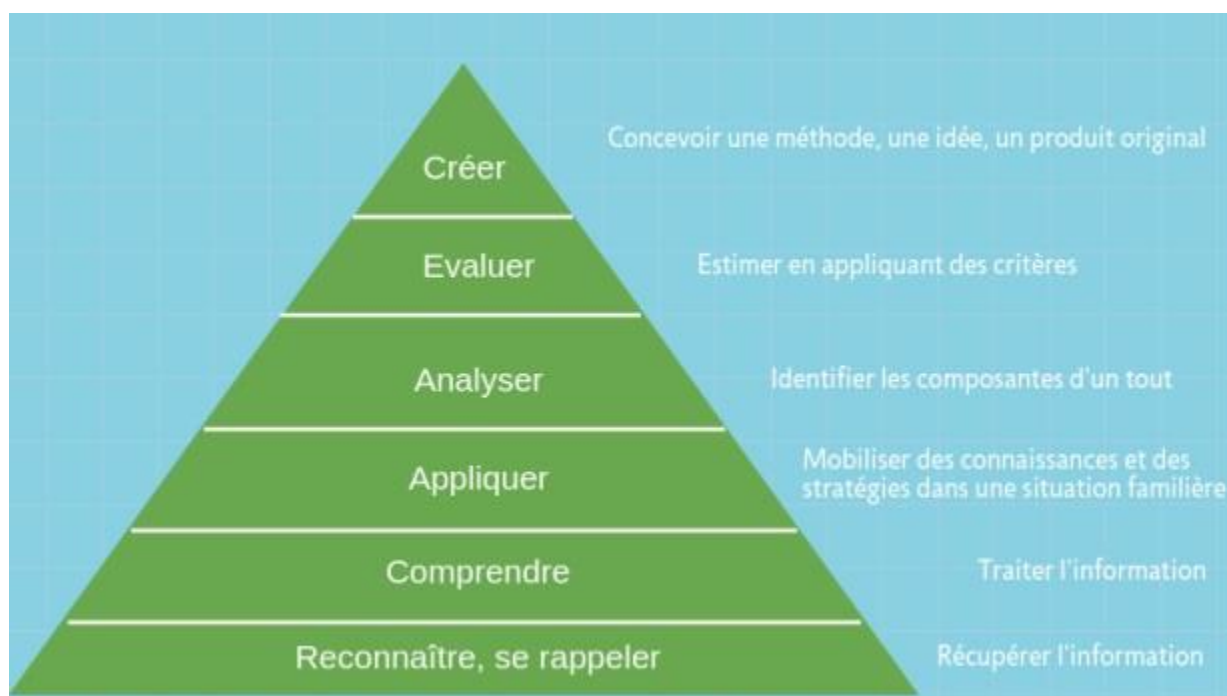 Créer
Concevoir une méthode, une idée, un produit original
Evaluer
Estimer en appliquant des critères
Analyser
Identifier les composantes d'un tout
Appliquer
Mobiliser des connaissances et des
stratégies dans une situation familière
Comprendre
Traiter l'information
Reconnaître, se rappeler
Récupérer l'information